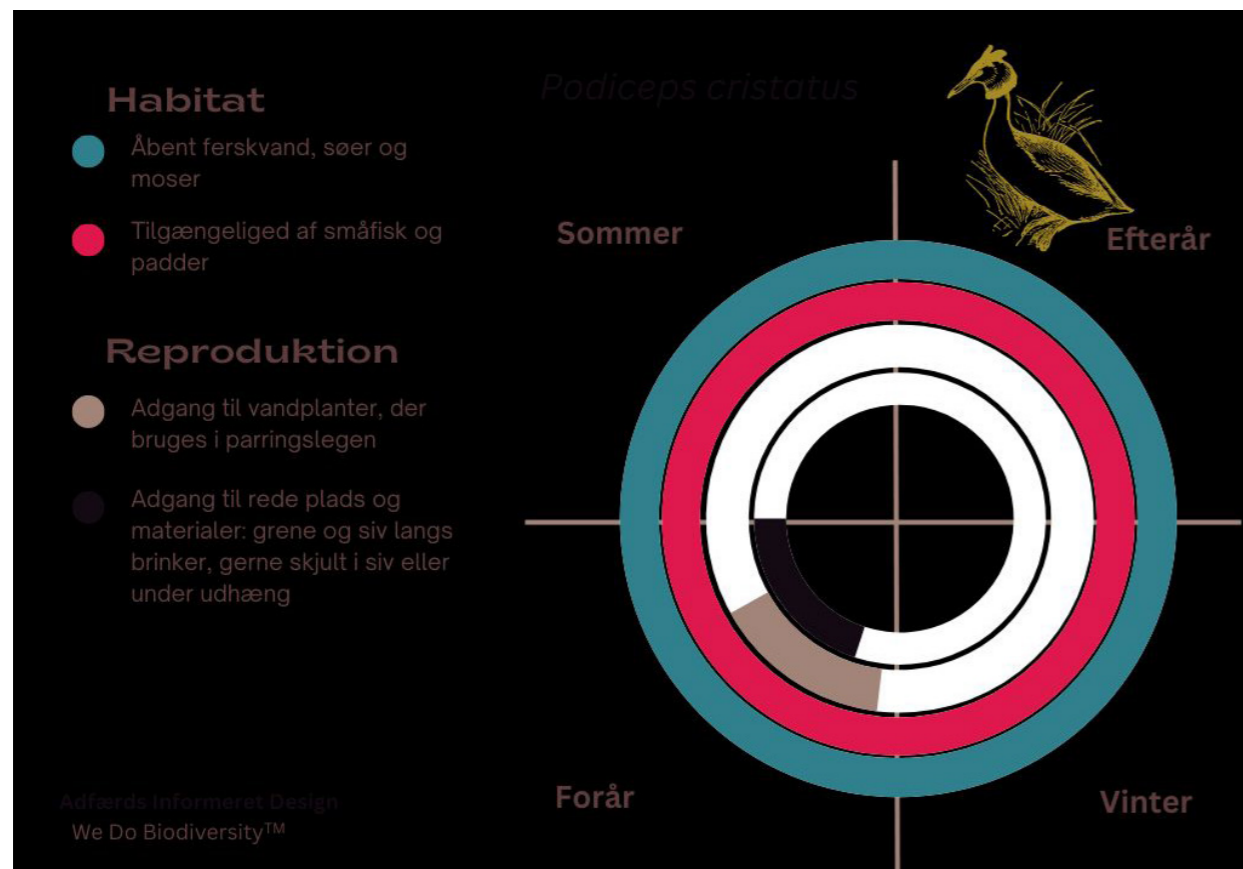 Podiceps cristatus
Habitat
Åbent ferskvand, søer og
moser
Tilgængeliged af småfisk og
padder
Reproduktion
Adgang til vandplanter, der
bruges i parringslegen
Adgang til rede plads og
materialer: grene og siv langs
brinker, gerne skjult i siv eller
under udhæng
Sommer
Efterår
Forår
Vinter
Adfærds Informeret Design
We Do Biodiversity™